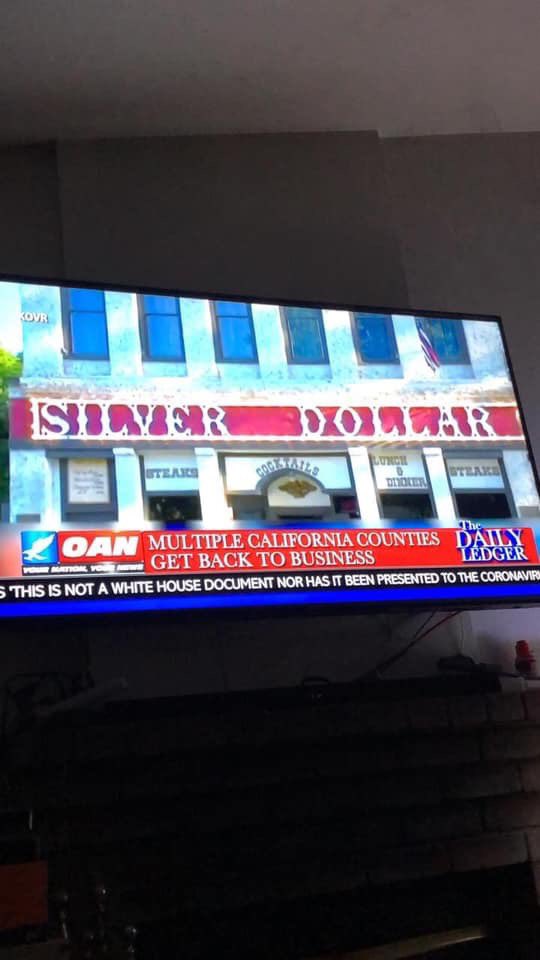 KOVR
SILVER DOLLAR
STEAKS
COCKTAILS
LUNCH
&
DINNER
STEAKS
OAN
YOUR NATION, YOUR NEWS
MULTIPLE CALIFORNIA COUNTIES
GET BACK TO BUSINESS
The
DAILY
LEDGER
S 'THIS IS NOT A WHITE HOUSE DOCUMENT NOR HAS IT BEEN PRESENTED TO THE CORONAVIR